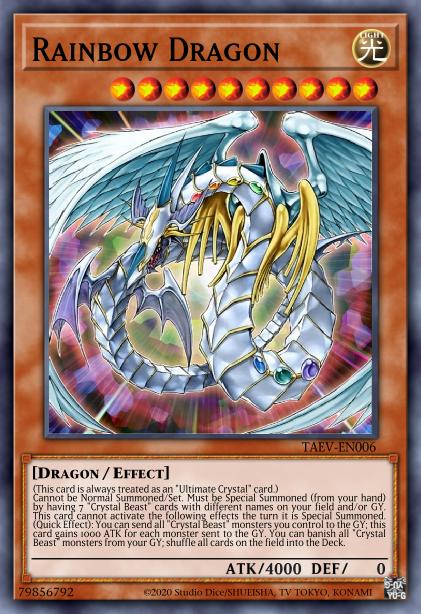 Rainbow Dragon
LIGHT
光
TAEV-EN006
[Dragon / Effect]
(This card is always treated as an "Ultimate Crystal" card.)
Cannot be Normal Summoned/Set. Must be Special Summoned (from your hand)
by having 7 "Crystal Beast" cards with different names on your field and/or GY.
This card cannot activate the following effects the turn it is Special Summoned.
(Quick Effect): You can send all "Crystal Beast" monsters you control to the GY; this
card gains 1000 ATK for each monster sent to the GY. You can banish all "Crystal
Beast" monsters from your GY; shuffle all cards on the field into the Deck.
ATK/4000 DEF/ 0
79856792
©2020 Studio Dice/SHUEISHA, TV TOKYO, KONAMI